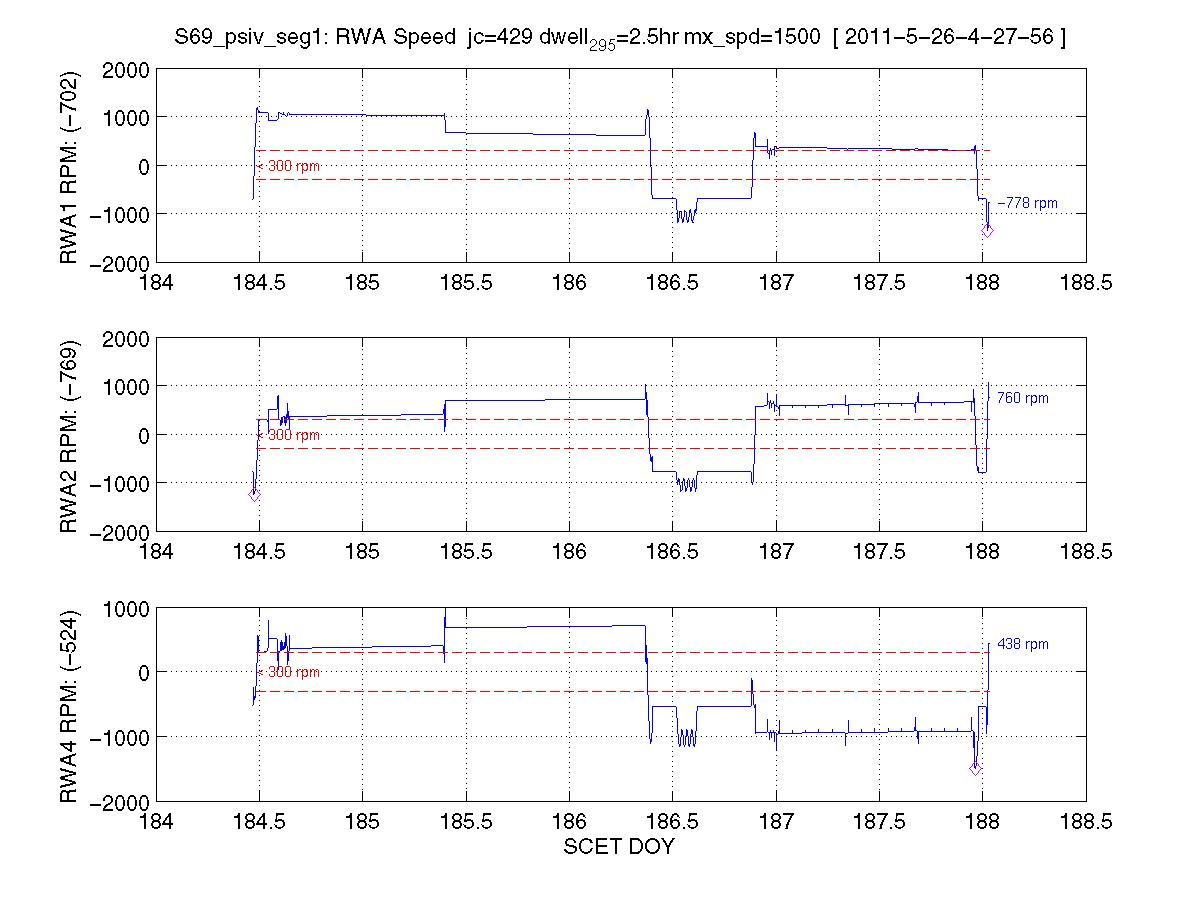 S69_psiv_seg1: RWA Speed jc=429 dwell295=2.5hr mx_spd=1500 [ 2011−5−26−4−27−56 ]
RWA1 RPM: (−702)
2000
1000
0
−1000
−2000
< 300 rpm
−778 rpm
184 184.5 185 185.5 186 186.5 187 187.5 188 188.5
RWA2 RPM: (−769)
2000
1000
0
−1000
−2000
< 300 rpm
760 rpm
184 184.5 185 185.5 186 186.5 187 187.5 188 188.5
RWA4 RPM: (−524)
1000
0
−1000
−2000
< 300 rpm
438 rpm
184 184.5 185 185.5 186 186.5 187 187.5 188 188.5
SCET DOY